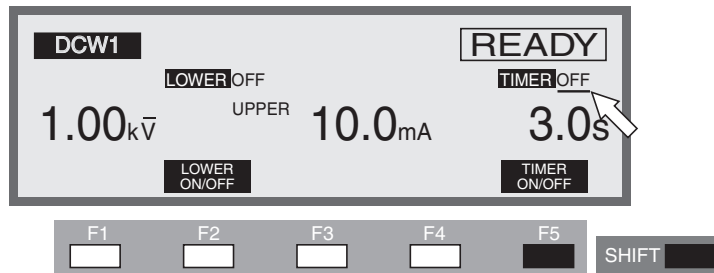 DCW1 READY
LOWER OFF TIMER OFF
1.00kV UPPER 10.0mA 3.0s
LOWER ON/OFF TIMER ON/OFF
F1 F2 F3 F4 F5
SHIFT